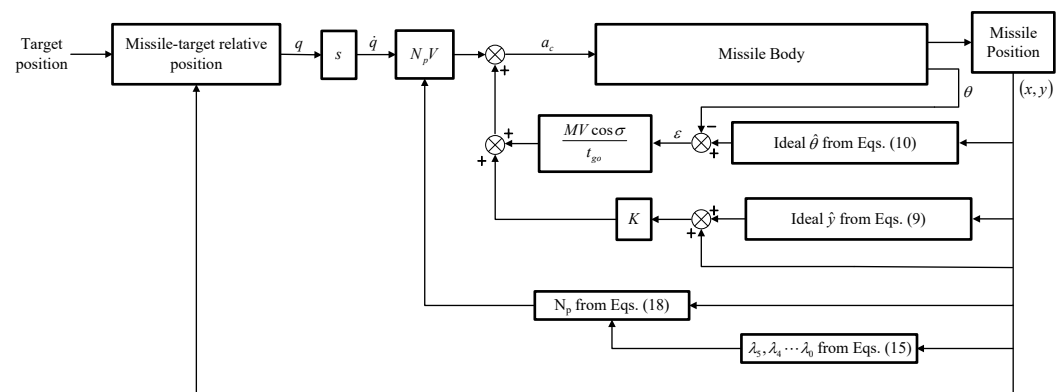 Target
position
Missile-target relative
position
q
s
q̇
N_p V
+
a_c
Missile Body
Missile
Position
θ
(x, y)
+
+
MV cos σ
t_go
ε
−
+
Ideal θ̂ from Eqs. (10)
K
+
+
Ideal ŷ from Eqs. (9)
N_p from Eqs. (18)
λ_5, λ_4 ⋯ λ_0 from Eqs. (15)